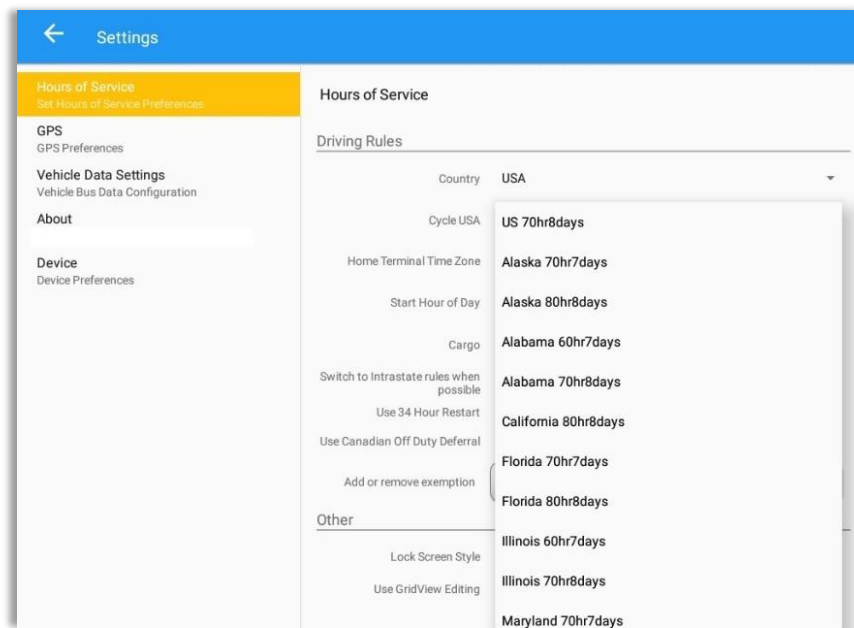 Settings
Hours of Service
Set Hours of Service Preferences
GPS
GPS Preferences
Vehicle Data Settings
Vehicle Bus Data Configuration
About
Device
Device Preferences
Hours of Service
Driving Rules
Country USA
Cycle USA
Home Terminal Time Zone
Start Hour of Day
Cargo
Switch to Intrastate rules when
possible
Use 34 Hour Restart
Use Canadian Off Duty Deferral
Add or remove exemption
Other
Lock Screen Style
Use GridView Editing
US 70hr8days
Alaska 70hr7days
Alaska 80hr8days
Alabama 60hr7days
Alabama 70hr8days
California 80hr8days
Florida 70hr7days
Florida 80hr8days
Illinois 60hr7days
Illinois 70hr8days
Maryland 70hr7days